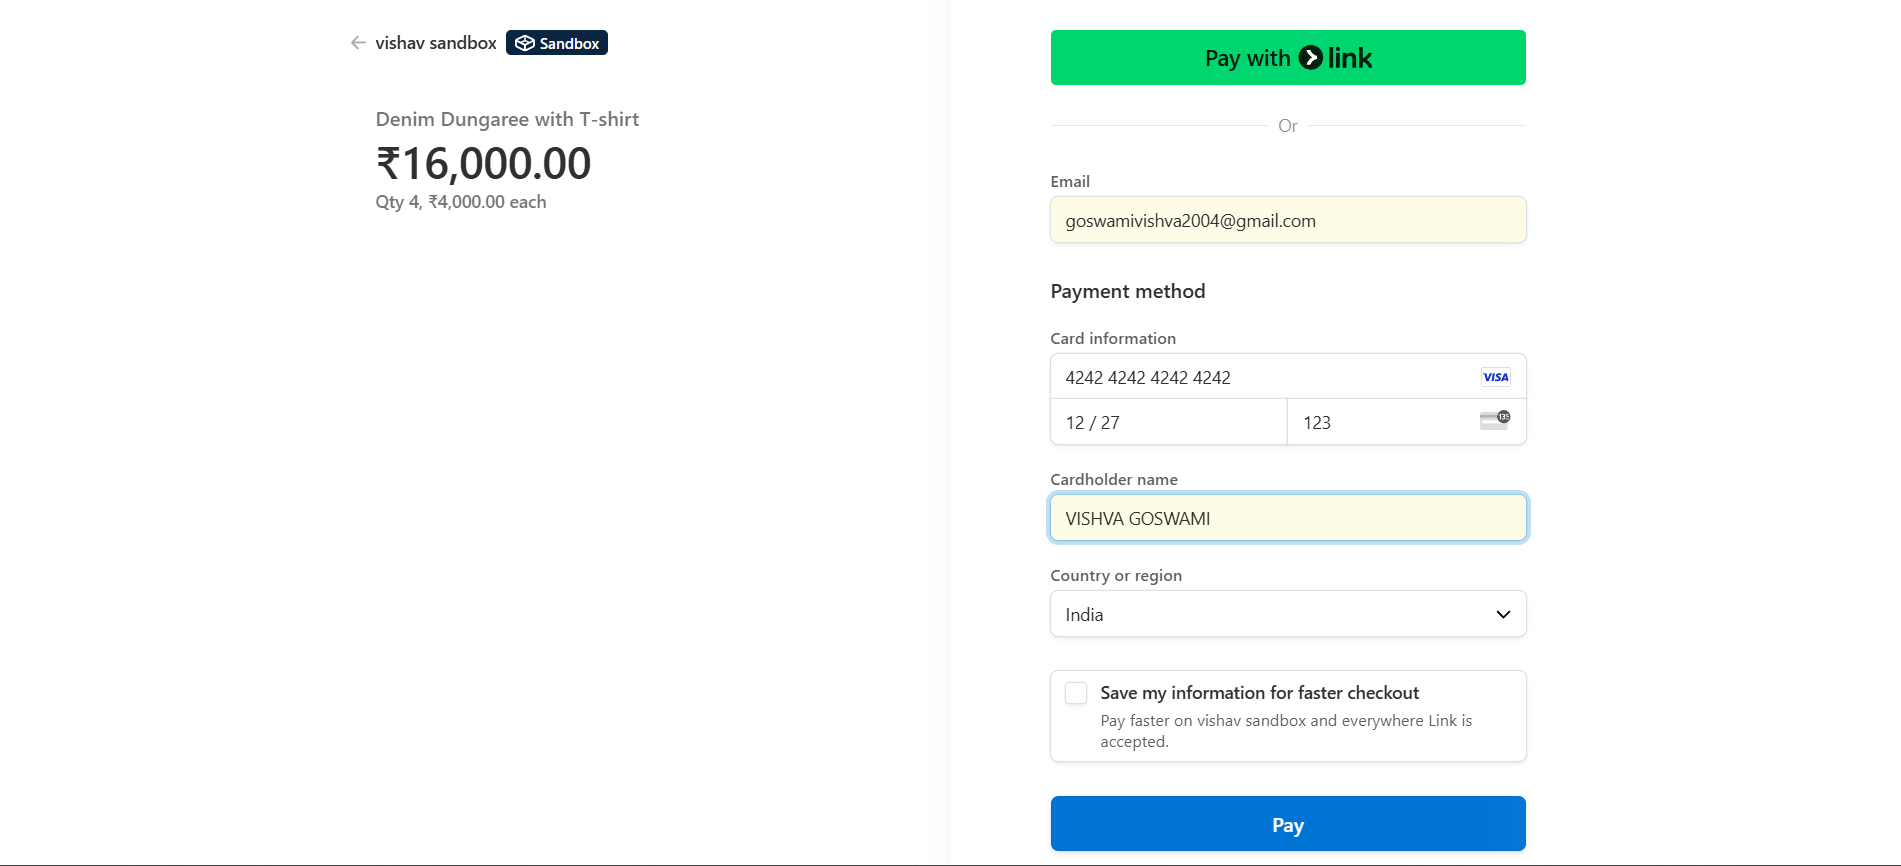 vishav sandbox Sandbox
Denim Dungaree with T-shirt
₹16,000.00
Qty 4, ₹4,000.00 each
Pay with link
Or
Email
goswamivishva2004@gmail.com
Payment method
Card information
4242 4242 4242 4242 VISA
12 / 27
123 135
Cardholder name
VISHVA GOSWAMI
Country or region
India
Save my information for faster checkout
Pay faster on vishav sandbox and everywhere Link is
accepted.
Pay